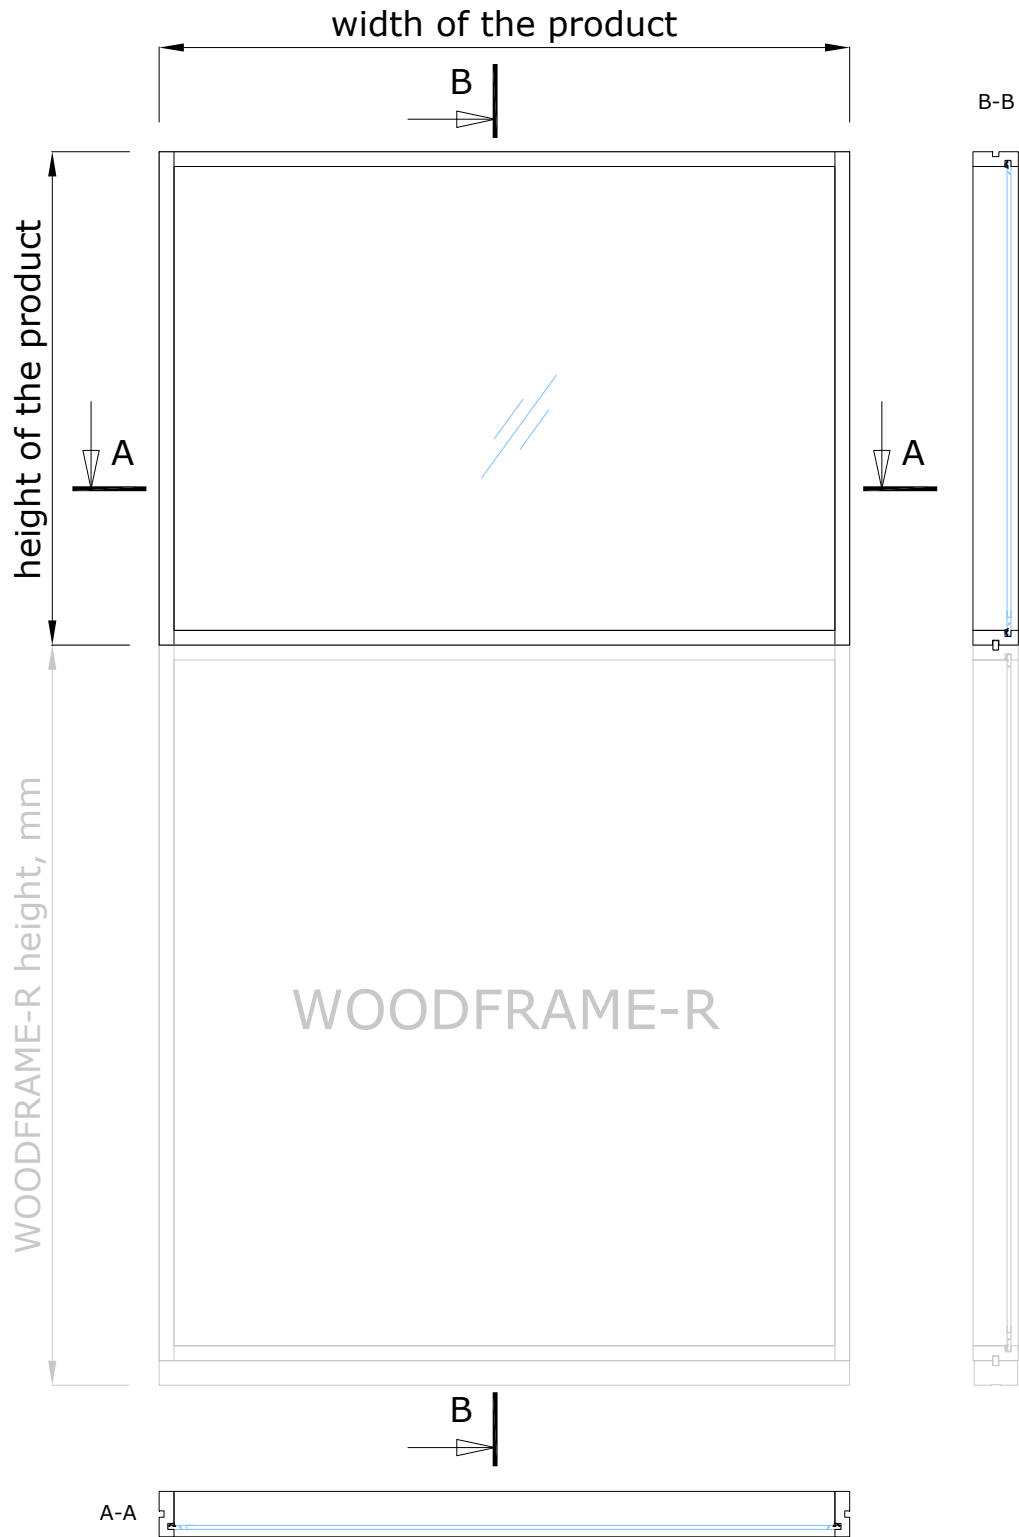 width of the product
B
B-B
height of the product
A
A
WOODFRAME-R height, mm
WOODFRAME-R
B
A-A